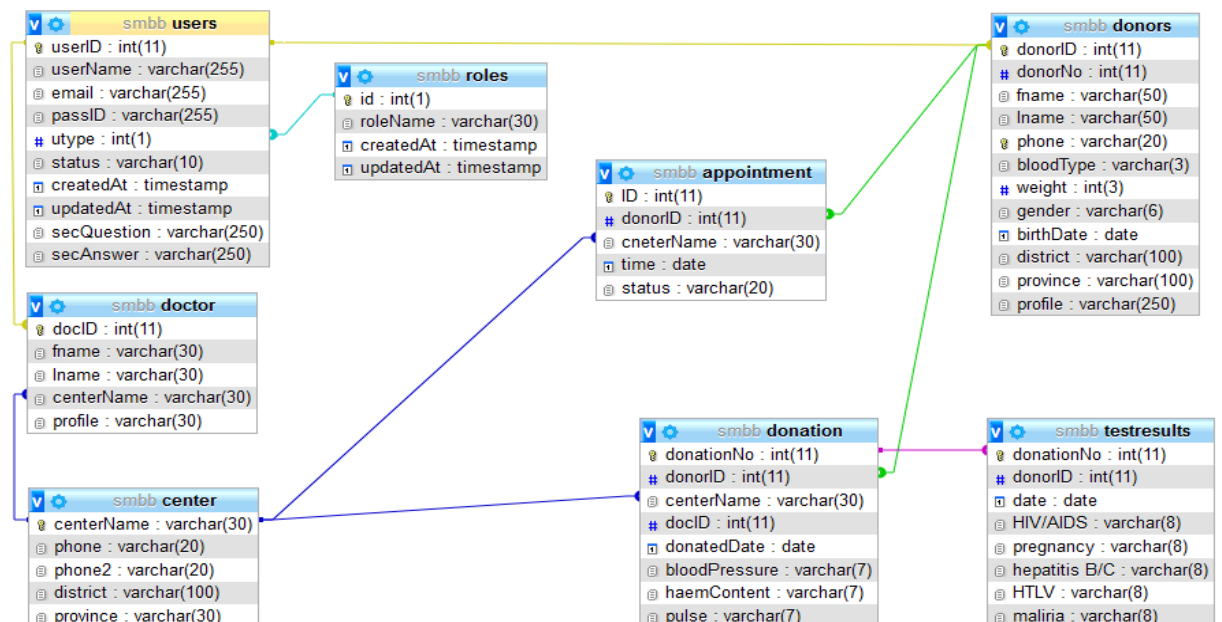 smbb users
userID : int(11)
userName : varchar(255)
email : varchar(255)
passID : varchar(255)
utype : int(1)
status : varchar(10)
createdAt : timestamp
updatedAt : timestamp
secQuestion : varchar(250)
secAnswer : varchar(250)
smbb roles
id : int(1)
roleName : varchar(30)
createdAt : timestamp
updatedAt : timestamp
smbb donors
donorID : int(11)
donorNo : int(11)
fname : varchar(50)
lname : varchar(50)
phone : varchar(20)
bloodType : varchar(3)
weight : int(3)
gender : varchar(6)
birthDate : date
district : varchar(100)
province : varchar(100)
profile : varchar(250)
smbb appointment
ID : int(11)
donorID : int(11)
cneterName : varchar(30)
time : date
status : varchar(20)
smbb doctor
docID : int(11)
fname : varchar(30)
lname : varchar(30)
centerName : varchar(30)
profile : varchar(30)
smbb center
centerName : varchar(30)
phone : varchar(20)
phone2 : varchar(20)
district : varchar(100)
province : varchar(30)
smbb donation
donationNo : int(11)
donorID : int(11)
centerName : varchar(30)
docID : int(11)
donatedDate : date
bloodPressure : varchar(7)
haemContent : varchar(7)
pulse : varchar(7)
smbb testresults
donationNo : int(11)
donorID : int(11)
date : date
HIV/AIDS : varchar(8)
pregnancy : varchar(8)
hepatitis B/C : varchar(8)
HTLV : varchar(8)
maliria : varchar(8)